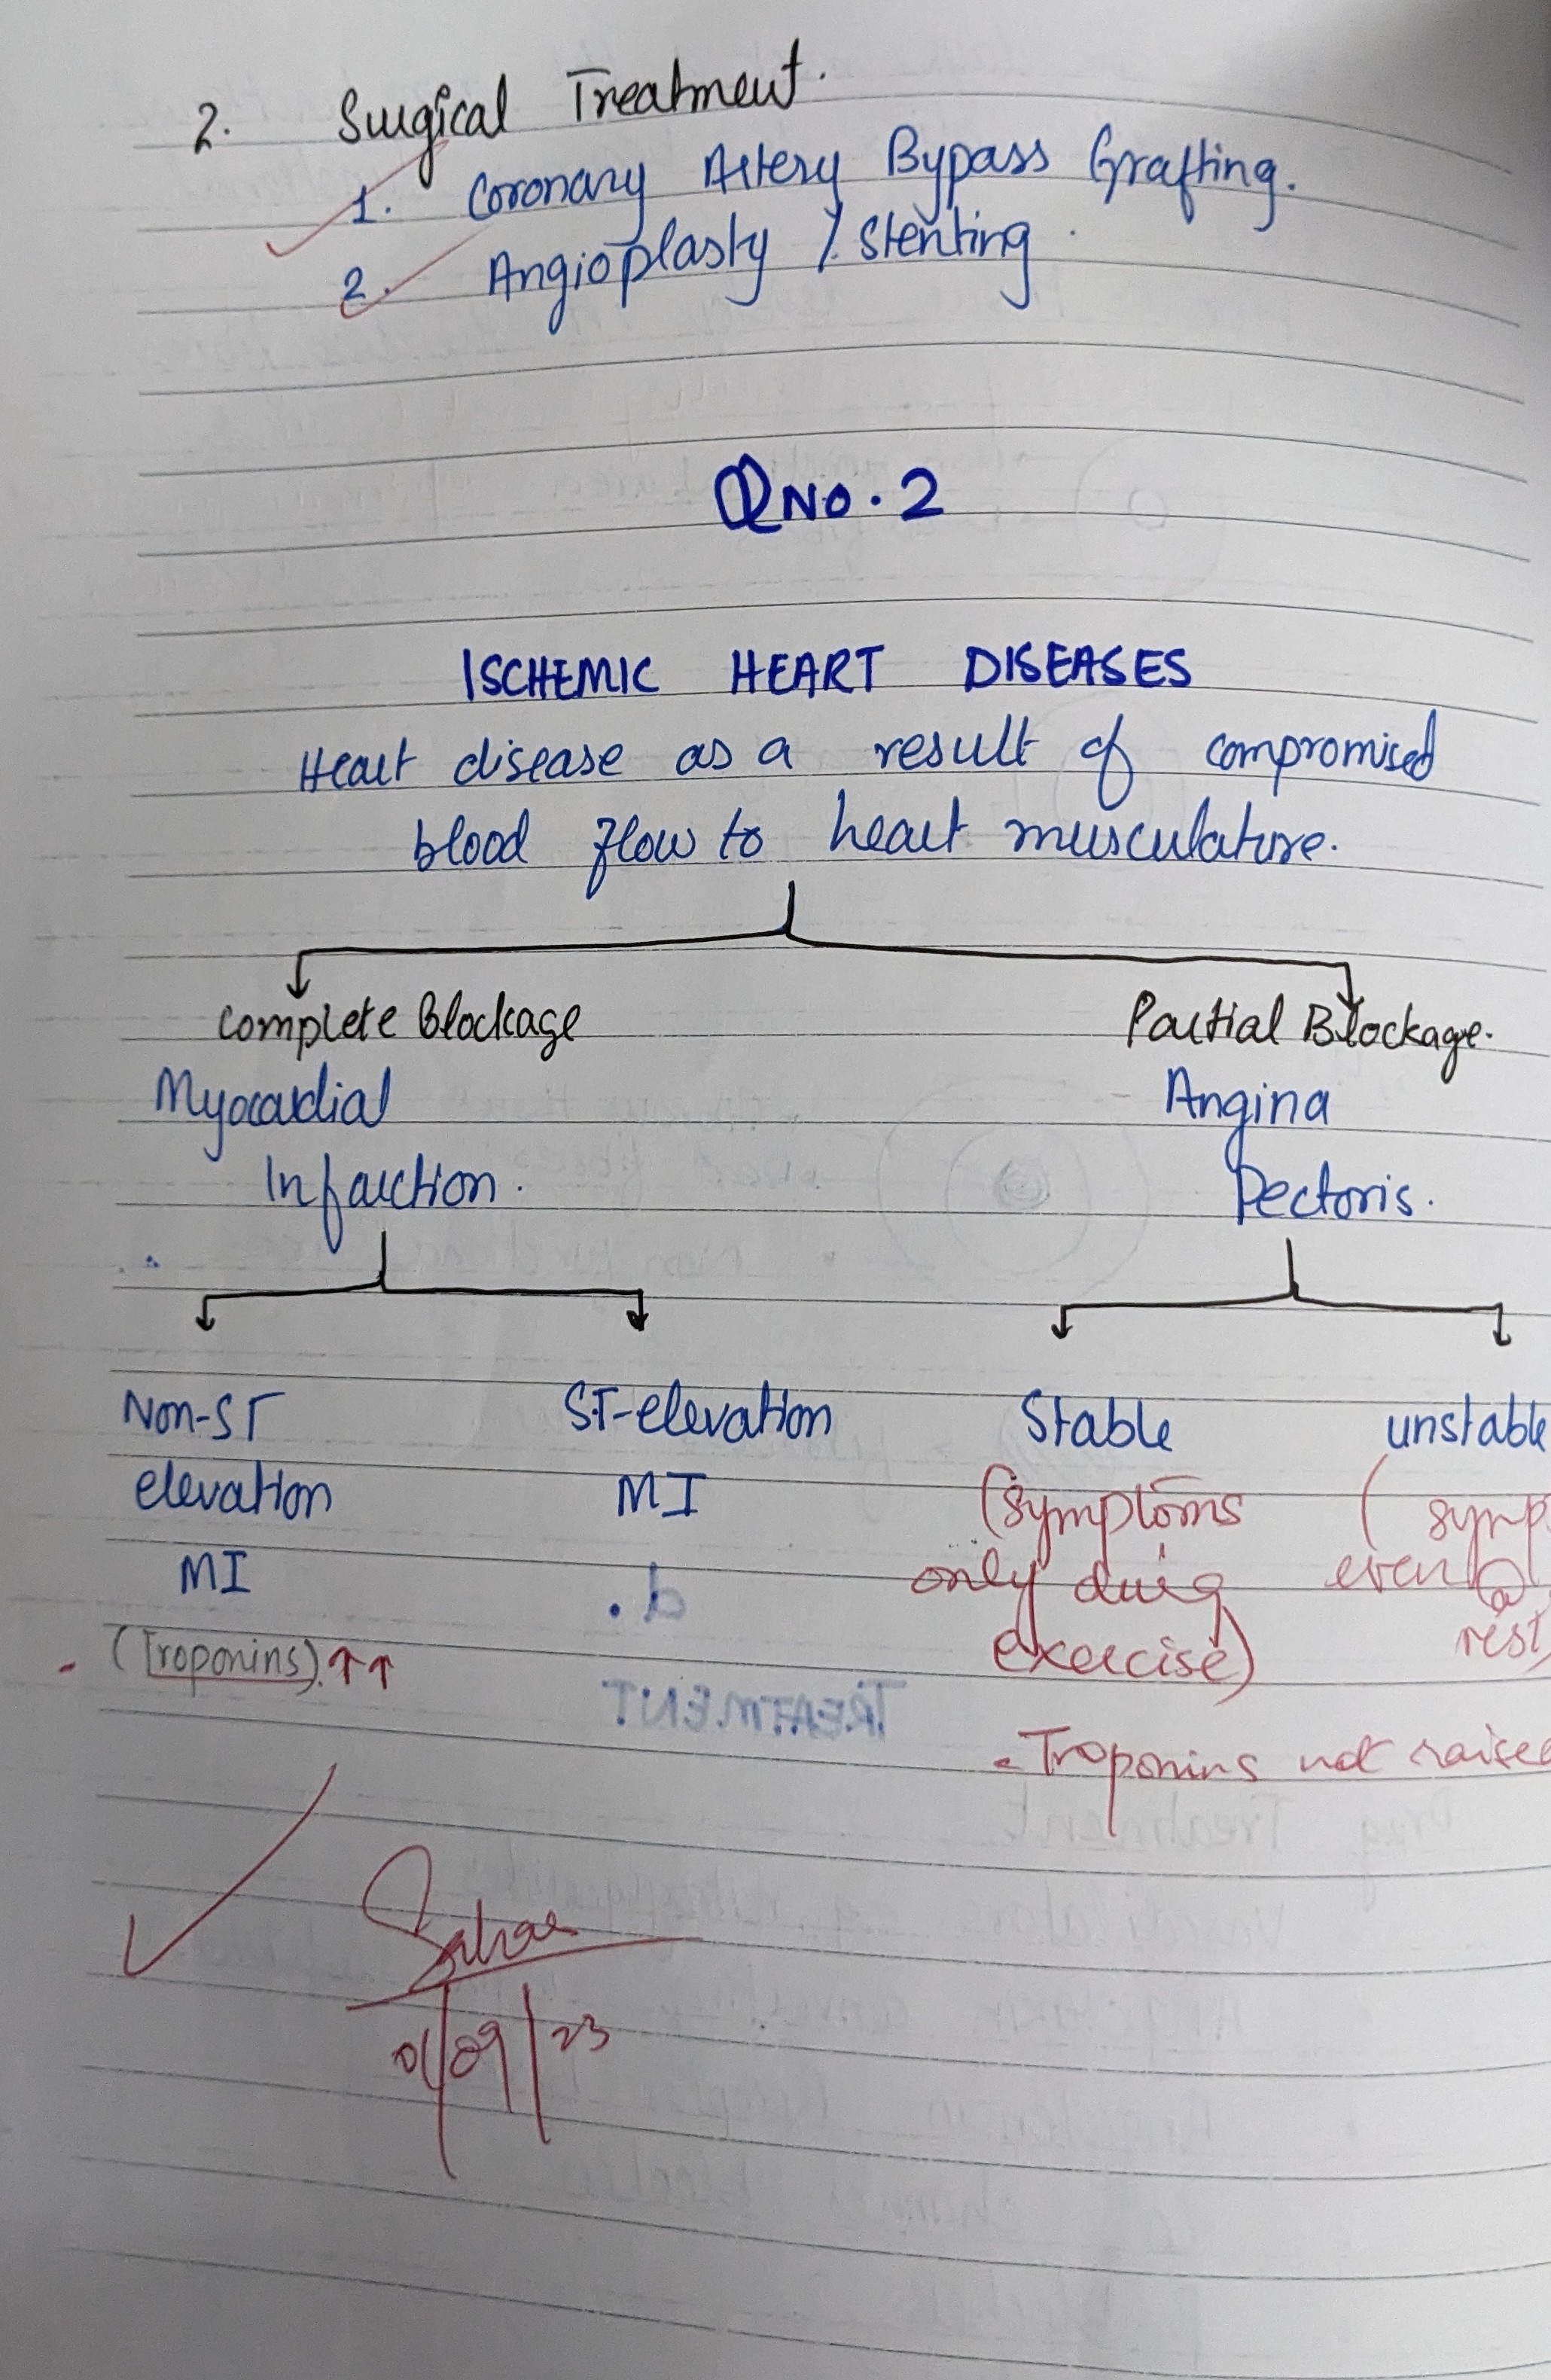 2. Surgical Treatment.
1. Coronary Artery Bypass Grafting.
2. Angioplasty / Stenting.
QNO.2
ISCHEMIC HEART DISEASES
Heart disease as a result of compromised
blood flow to heart musculature.
Complete Blockage Partial Blockage.
Myocardial Angina
Infarction. Pectoris.
Non-ST ST-elevation Stable unstable
elevation MI (symptoms (symp
MI only during even @
(Troponins) ↑↑ exercise) rest)
TREATMENT
- Troponins not raised
Drug Treatment
01/09/23